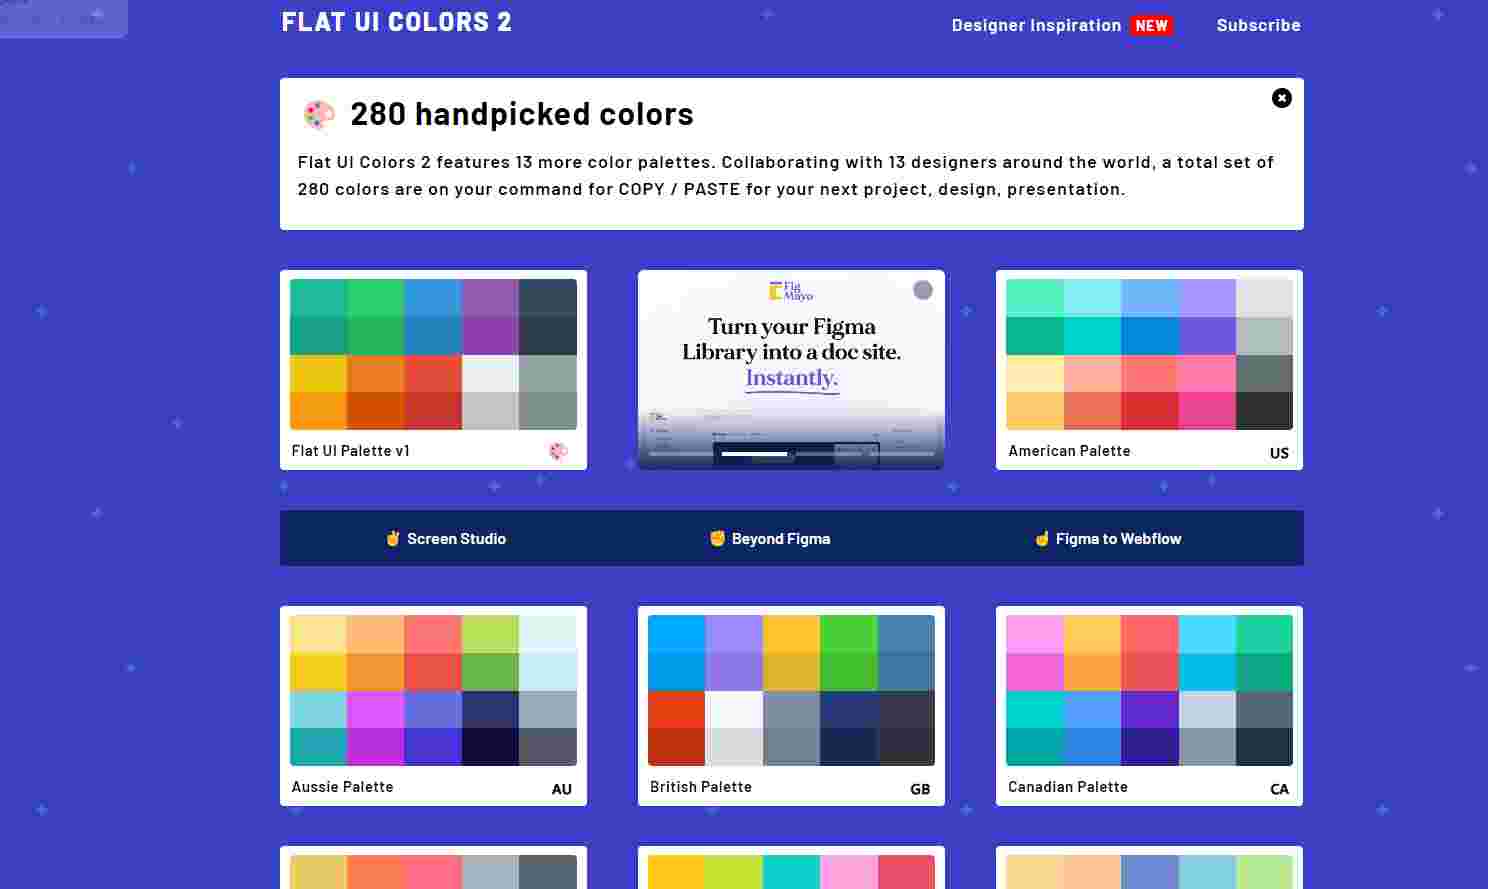 FLAT UI COLORS 2
Designer Inspiration NEW Subscribe
280 handpicked colors
Flat UI Colors 2 features 13 more color palettes. Collaborating with 13 designers around the world, a total set of
280 colors are on your command for COPY / PASTE for your next project, design, presentation.
Fig
Mayo
Turn your Figma
Library into a doc site.
Instantly.
Flat UI Palette v1
American Palette US
Screen Studio
Beyond Figma
Figma to Webflow
Aussie Palette AU
British Palette GB
Canadian Palette CA